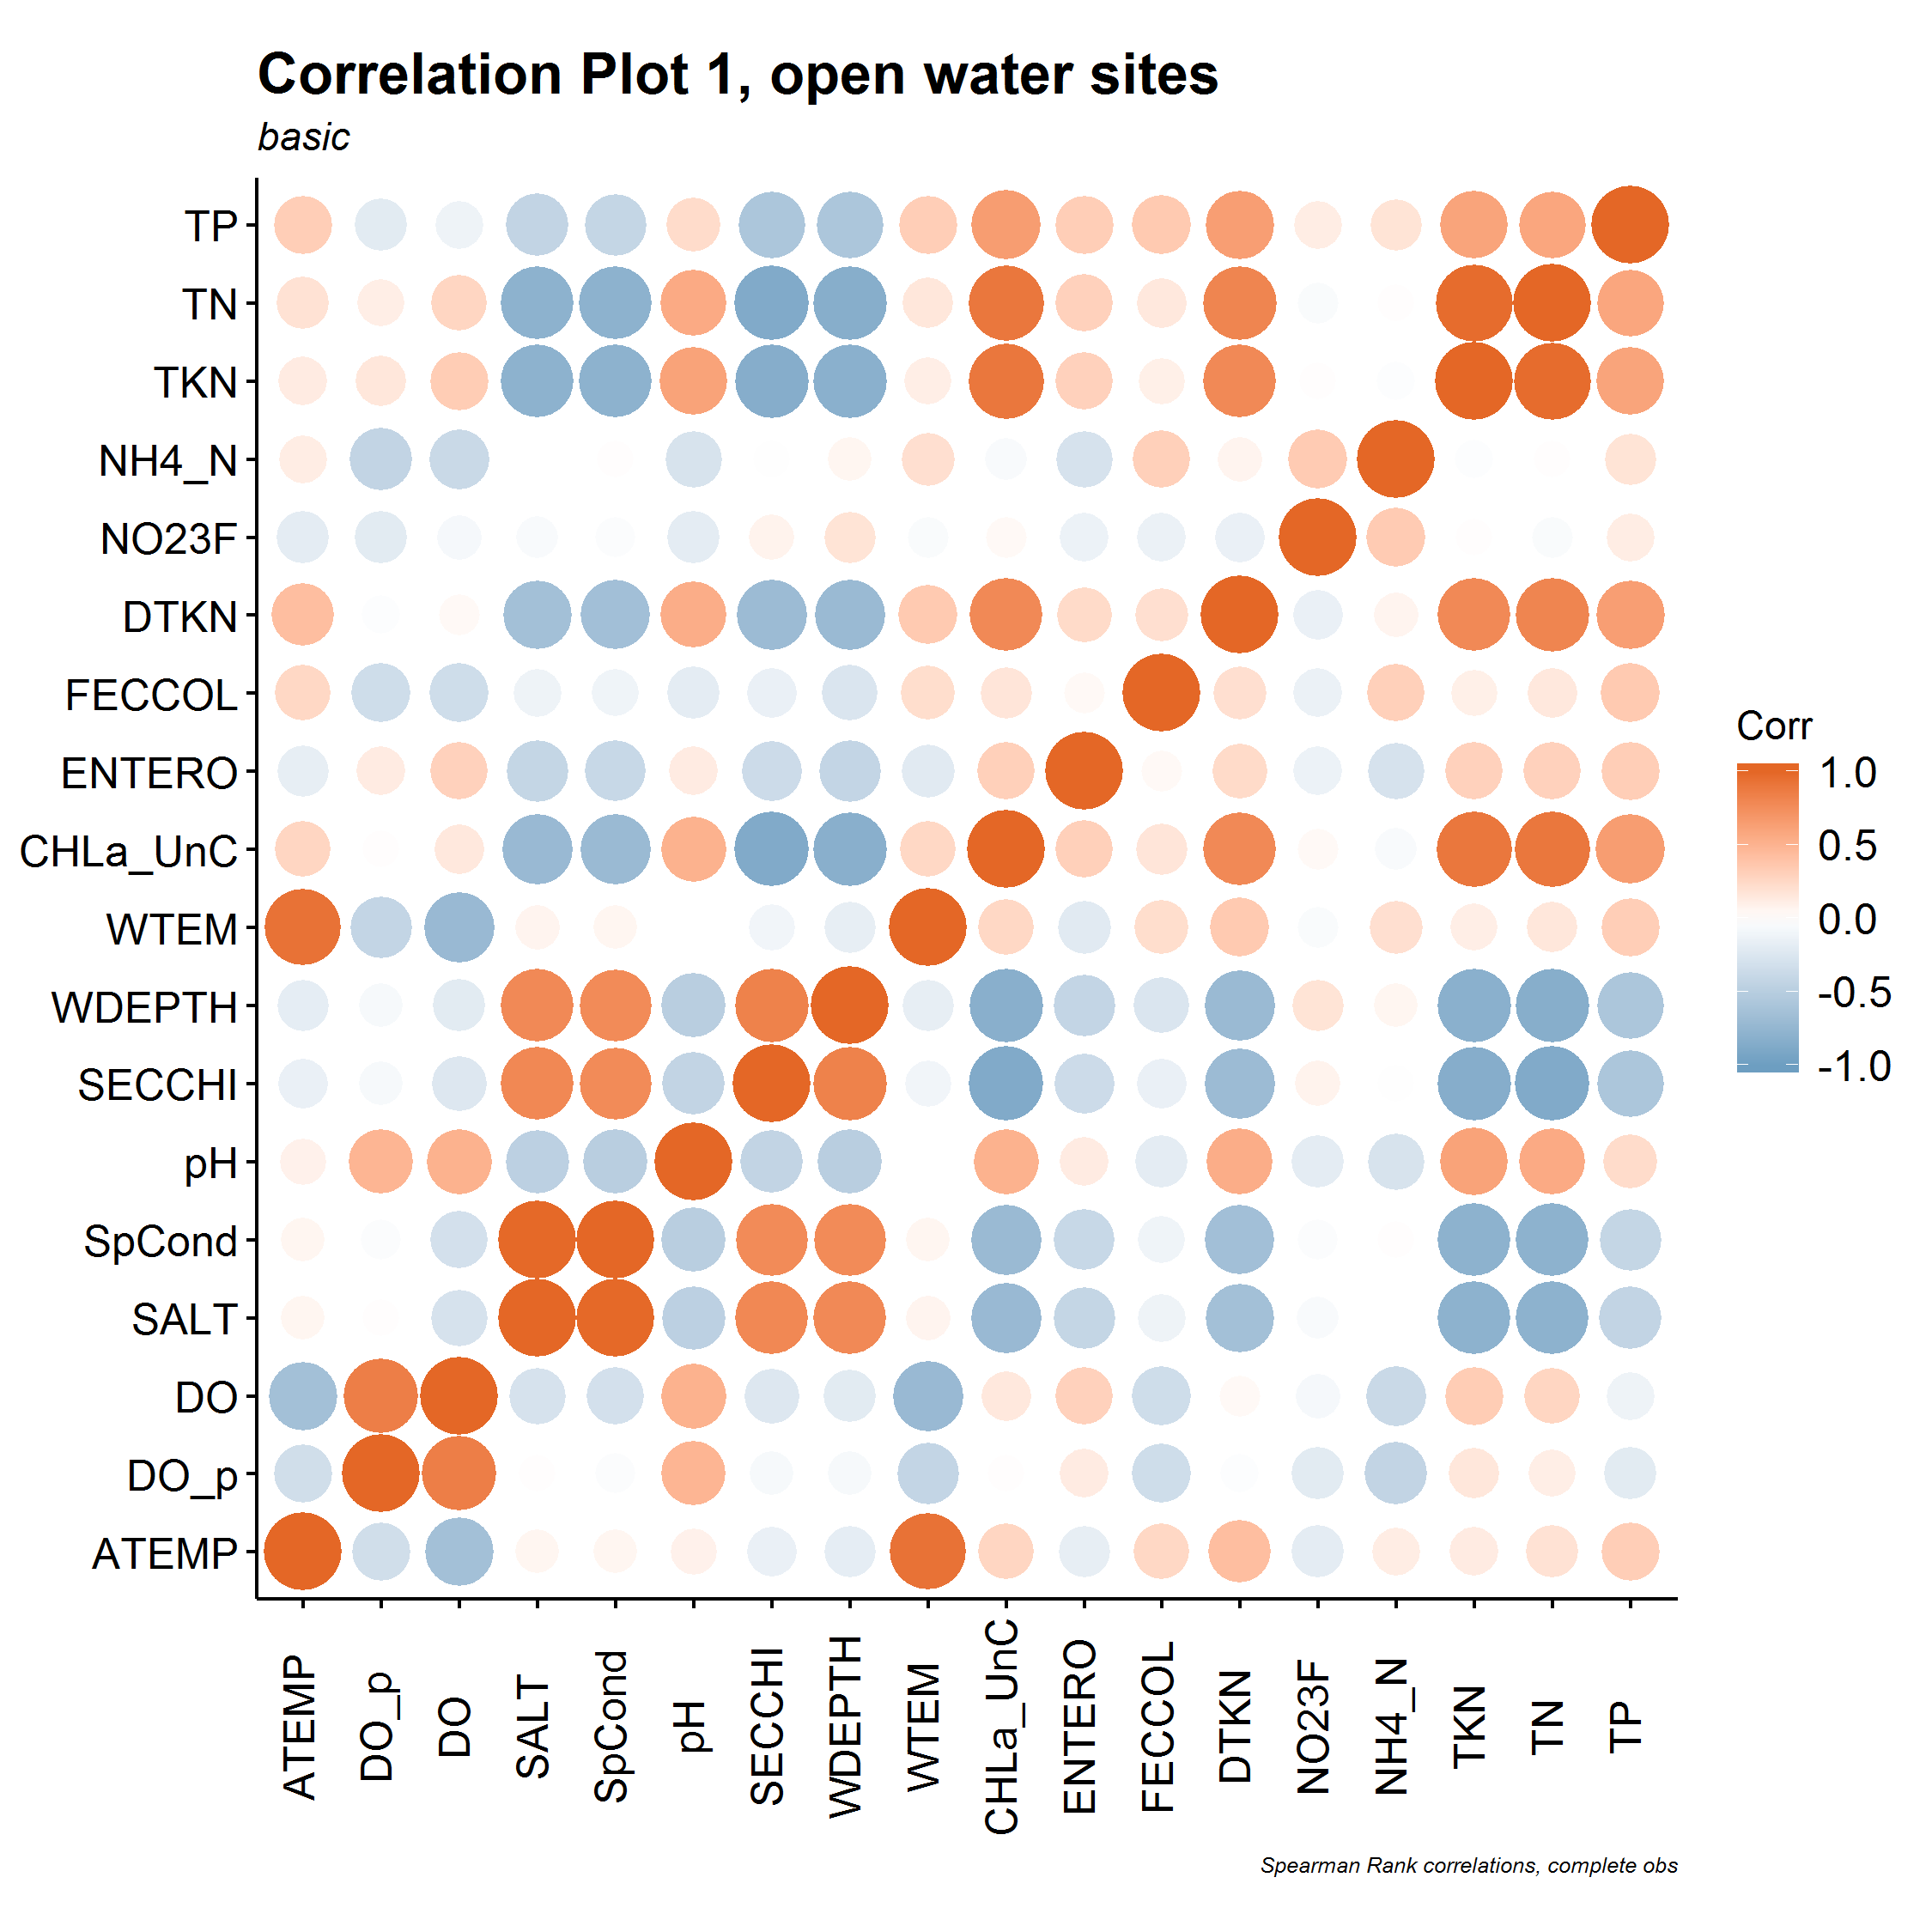 Correlation Plot 1, open water sites
basic
TP
TN
TKN
NH4_N
NO23F
DTKN
FECCOL
ENTERO
CHLa_UnC
WTEM
WDEPTH
SECCHI
pH
SpCond
SALT
DO
DO_p
ATEMP
Corr
1.0
0.5
0.0
-0.5
-1.0
ATEMP
DO_p
DO
SALT
SpCond
pH
SECCHI
WDEPTH
WTEM
CHLa_UnC
ENTERO
FECCOL
DTKN
NO23F
NH4_N
TKN
TN
TP
Spearman Rank correlations, complete obs